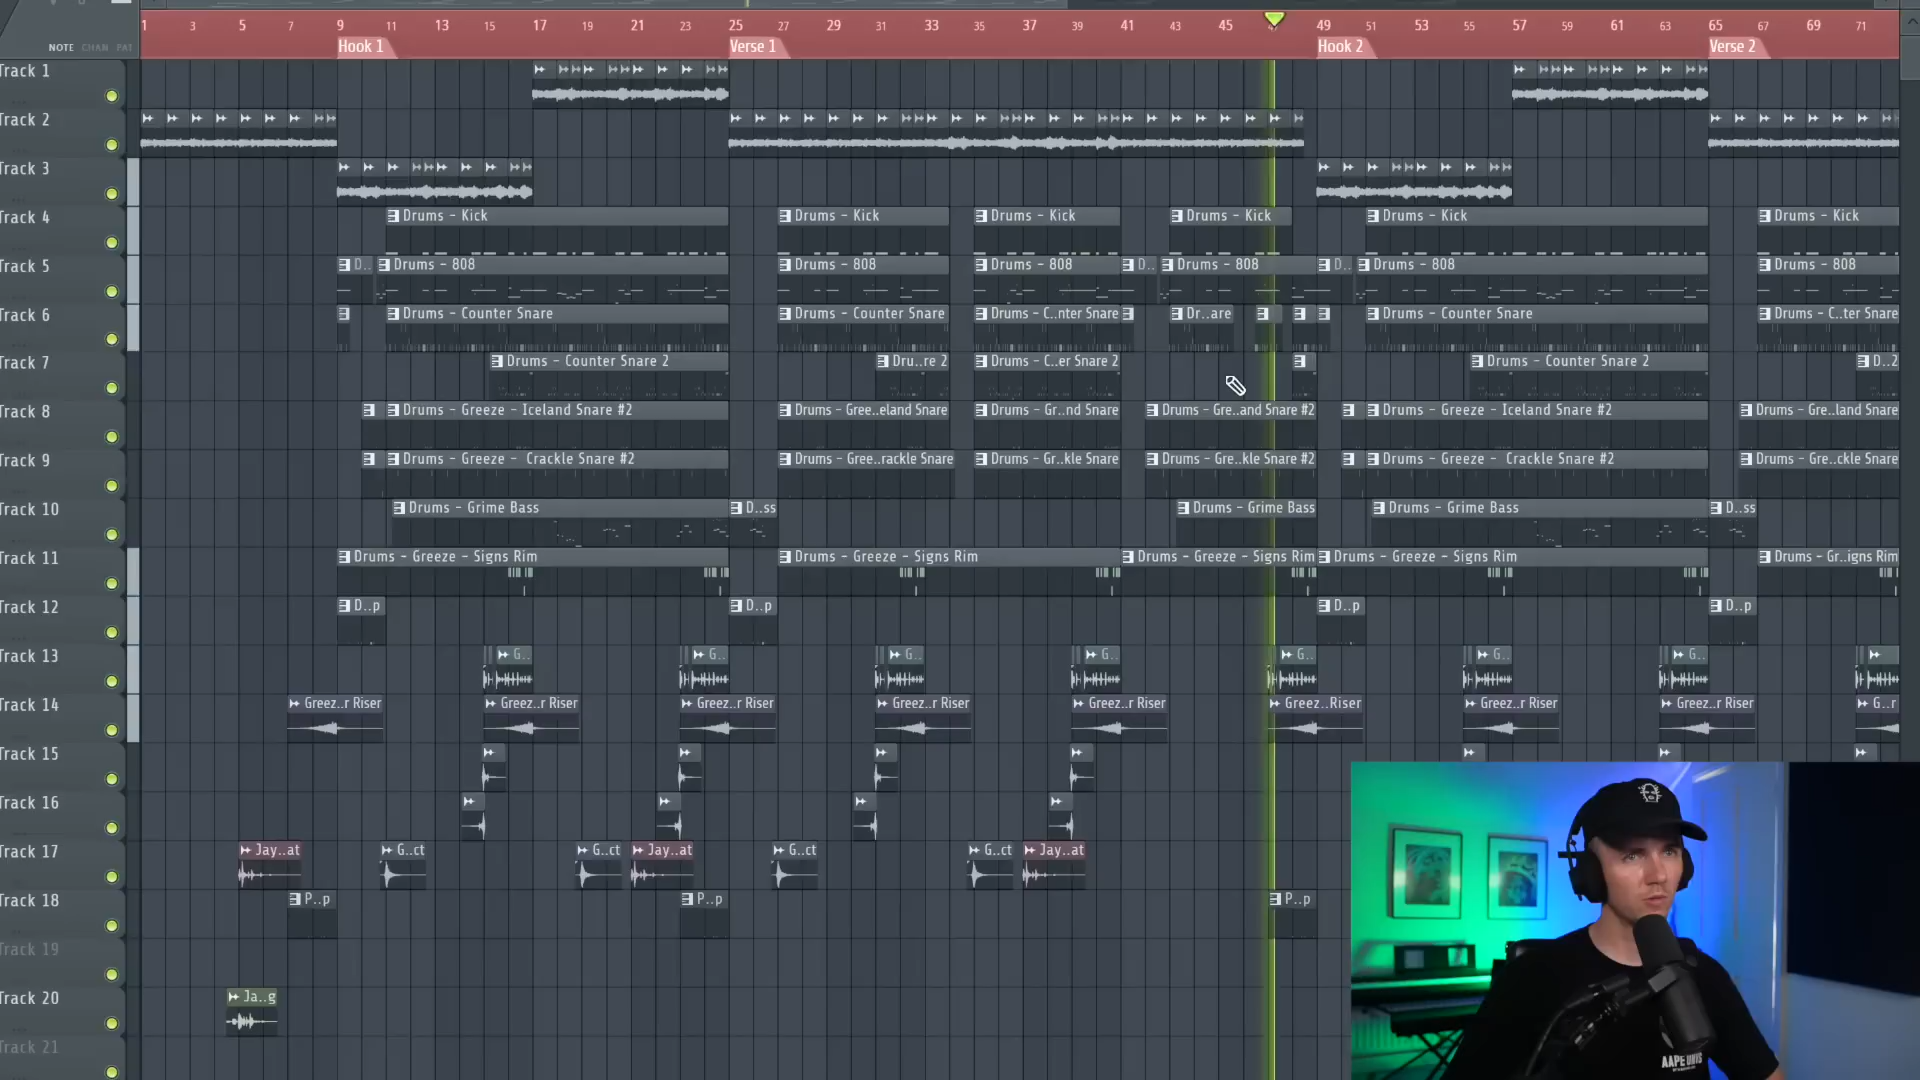 NOTE CHAN PAT
1 3 5 7 9 11 13 15 17 19 21 23 25 27 29 31 33 35 37 39 41 43 45 49 51 53 55 57 59 61 63 65 67 69 71
Hook 1 Verse 1 Hook 2 Verse 2
Track 1
Track 2
Track 3
Track 4 Drums - Kick Drums - Kick Drums - Kick Drums - Kick Drums - Kick Drums - Kick
Track 5 D.. Drums - 808 Drums - 808 Drums - 808 D.. Drums - 808 D.. Drums - 808 Drums - 808
Track 6 Drums - Counter Snare Drums - Counter Snare Drums - C..nter Snare Dr..are Drums - Counter Snare Drums - C..ter Snare
Track 7 Drums - Counter Snare 2 Dru..re 2 Drums - C..er Snare 2 Drums - Counter Snare 2 D..2
Track 8 Drums - Greeze - Iceland Snare #2 Drums - Gree..eland Snare Drums - Gr..nd Snare Drums - Gre..and Snare #2 Drums - Greeze - Iceland Snare #2 Drums - Gre..land Snare
Track 9 Drums - Greeze - Crackle Snare #2 Drums - Gree..rackle Snare Drums - Gr..kle Snare Drums - Gre..kle Snare #2 Drums - Greeze - Crackle Snare #2 Drums - Gre..ckle Snare
Track 10 Drums - Grime Bass D..ss Drums - Grime Bass Drums - Grime Bass D..ss
Track 11 Drums - Greeze - Signs Rim Drums - Greeze - Signs Rim Drums - Greeze - Signs Rim Drums - Greeze - Signs Rim Drums - Gr..igns Rim
Track 12 D..p D..p D..p D..p
Track 13 G.. G.. G.. G.. G.. G.. G..
Track 14 Greez..r Riser Greez..r Riser Greez..r Riser Greez..r Riser Greez..r Riser Greez..Riser Greez..r Riser Greez..r Riser G..r
Track 15
Track 16
Track 17 Jay..at G..ct G..ct Jay..at G..ct G..ct Jay..at
Track 18 P..p P..p P..p
Track 19
Track 20 Ja..g
Track 21
AAPE